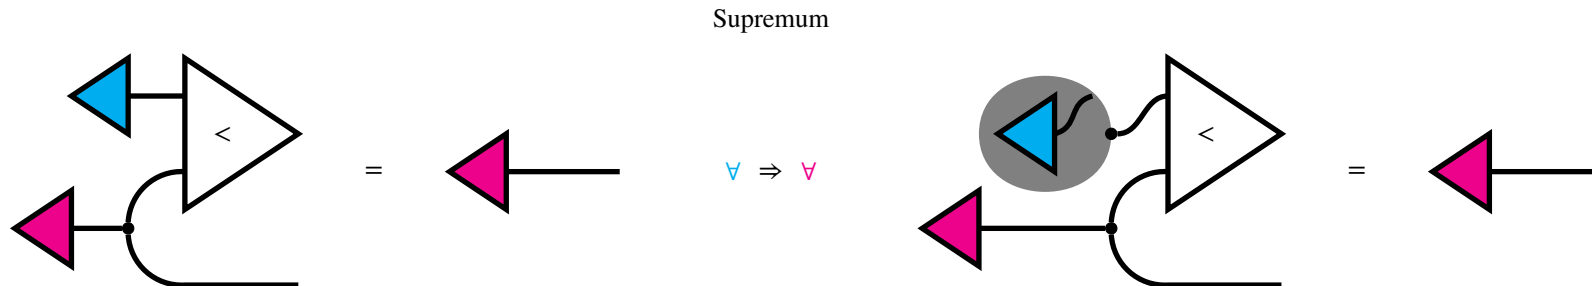 Supremum
< = ∀ ⇒ ∀ < =